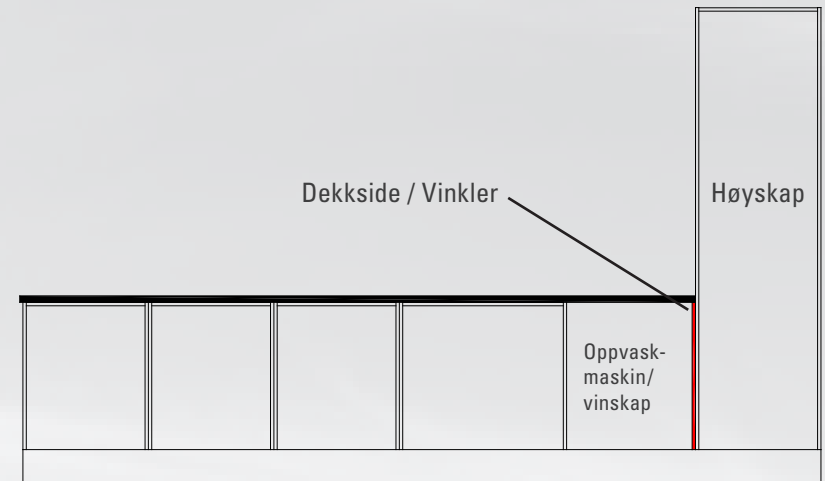 Dekkside / Vinkler
Høyskap
Oppvask-
maskin/
vinskap